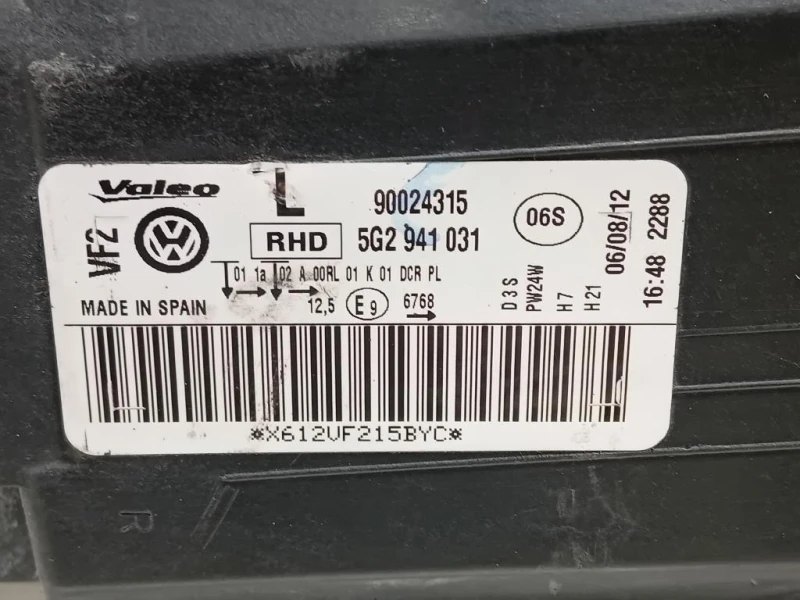 Valeo
L
90024315
06S
VF2
RHD
5G2 941 031
01 1a 02 A 00RL 01 K 01 DCR PL
MADE IN SPAIN
12,5
E9
6768
D3S
PW24W
H7
H21
06/08/12
16:48 2288
*X612VF215BYC*
R